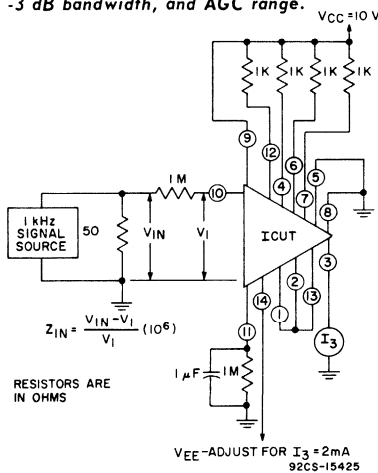 -3 dB bandwidth, and AGC range.
VCC=10 V
1K
1K
1K
1K
9
12
4
6
7
5
8
1 M
10
1 kHz
SIGNAL
SOURCE
50
VIN
VI
ICUT
3
ZIN = VIN-VI / VI (10⁶)
14
1
2
13
I3
11
1 μF
1M
RESISTORS ARE
IN OHMS
VEE-ADJUST FOR I3=2mA
92CS-15425